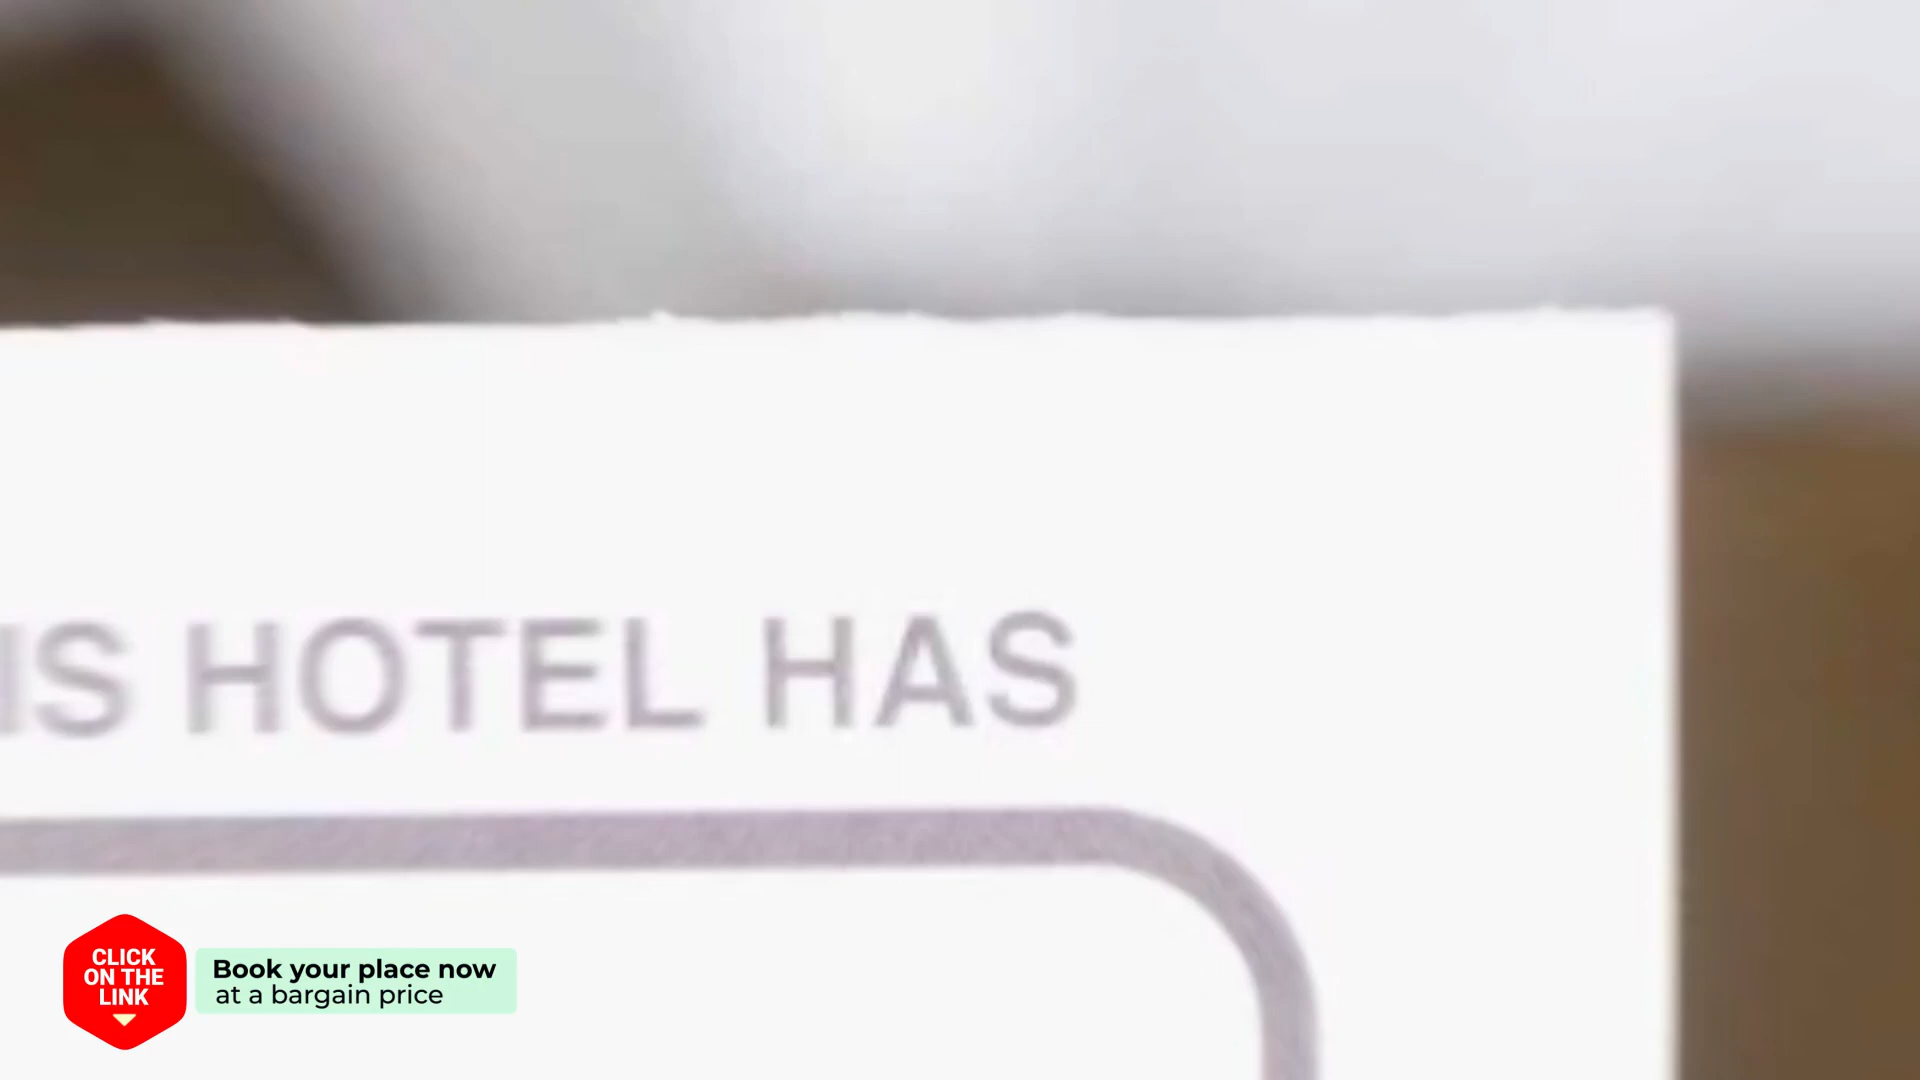 IS HOTEL HAS
CLICK
ON THE
LINK
Book your place now
at a bargain price